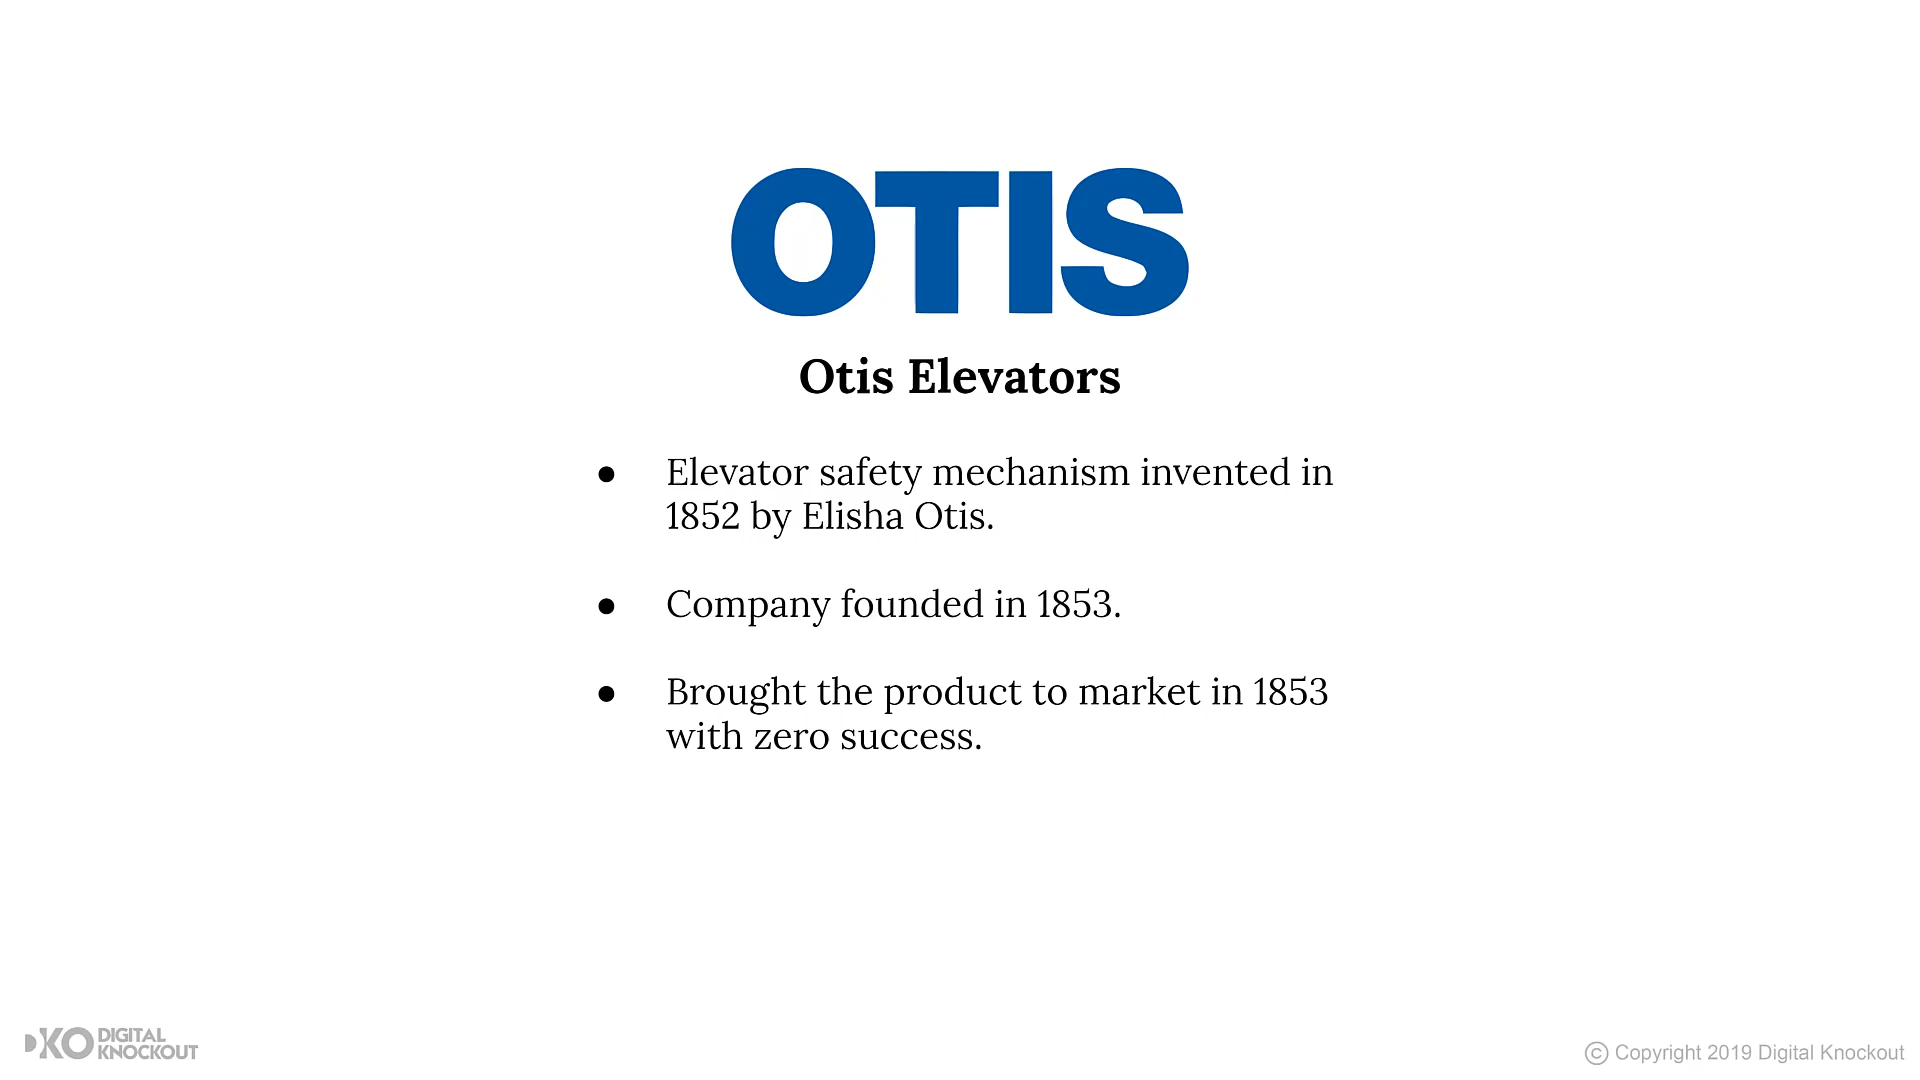 OTIS
Otis Elevators
● Elevator safety mechanism invented in
1852 by Elisha Otis.
● Company founded in 1853.
● Brought the product to market in 1853
with zero success.
KO DIGITAL
KNOCKOUT
© Copyright 2019 Digital Knockout